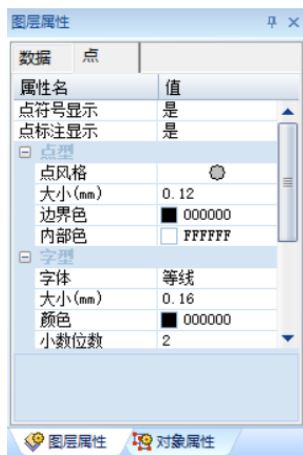 图层属性
数据 点
属性名 值
点符号显示 是
点标注显示 是
点型
点风格
大小(mm) 0.12
边界色 000000
内部色 FFFFFF
字型
字体 等线
大小(mm) 0.16
颜色 000000
小数位数 2
图层属性 对象属性